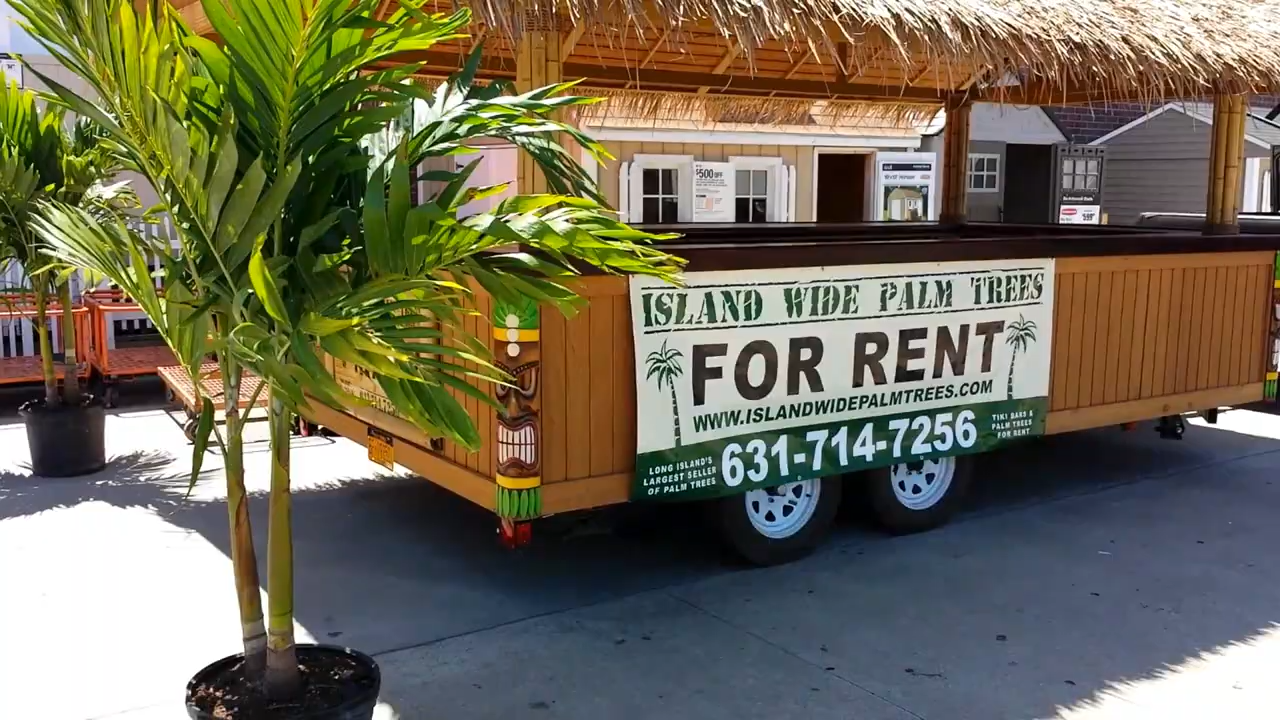 $500 OFF
ISLAND WIDE PALM TREES
FOR RENT
WWW.ISLANDWIDEPALMTREES.COM
631-714-7256
LONG ISLAND'S
LARGEST SELLER
OF PALM TREES
TIKI BARS &
PALM TREES
FOR RENT